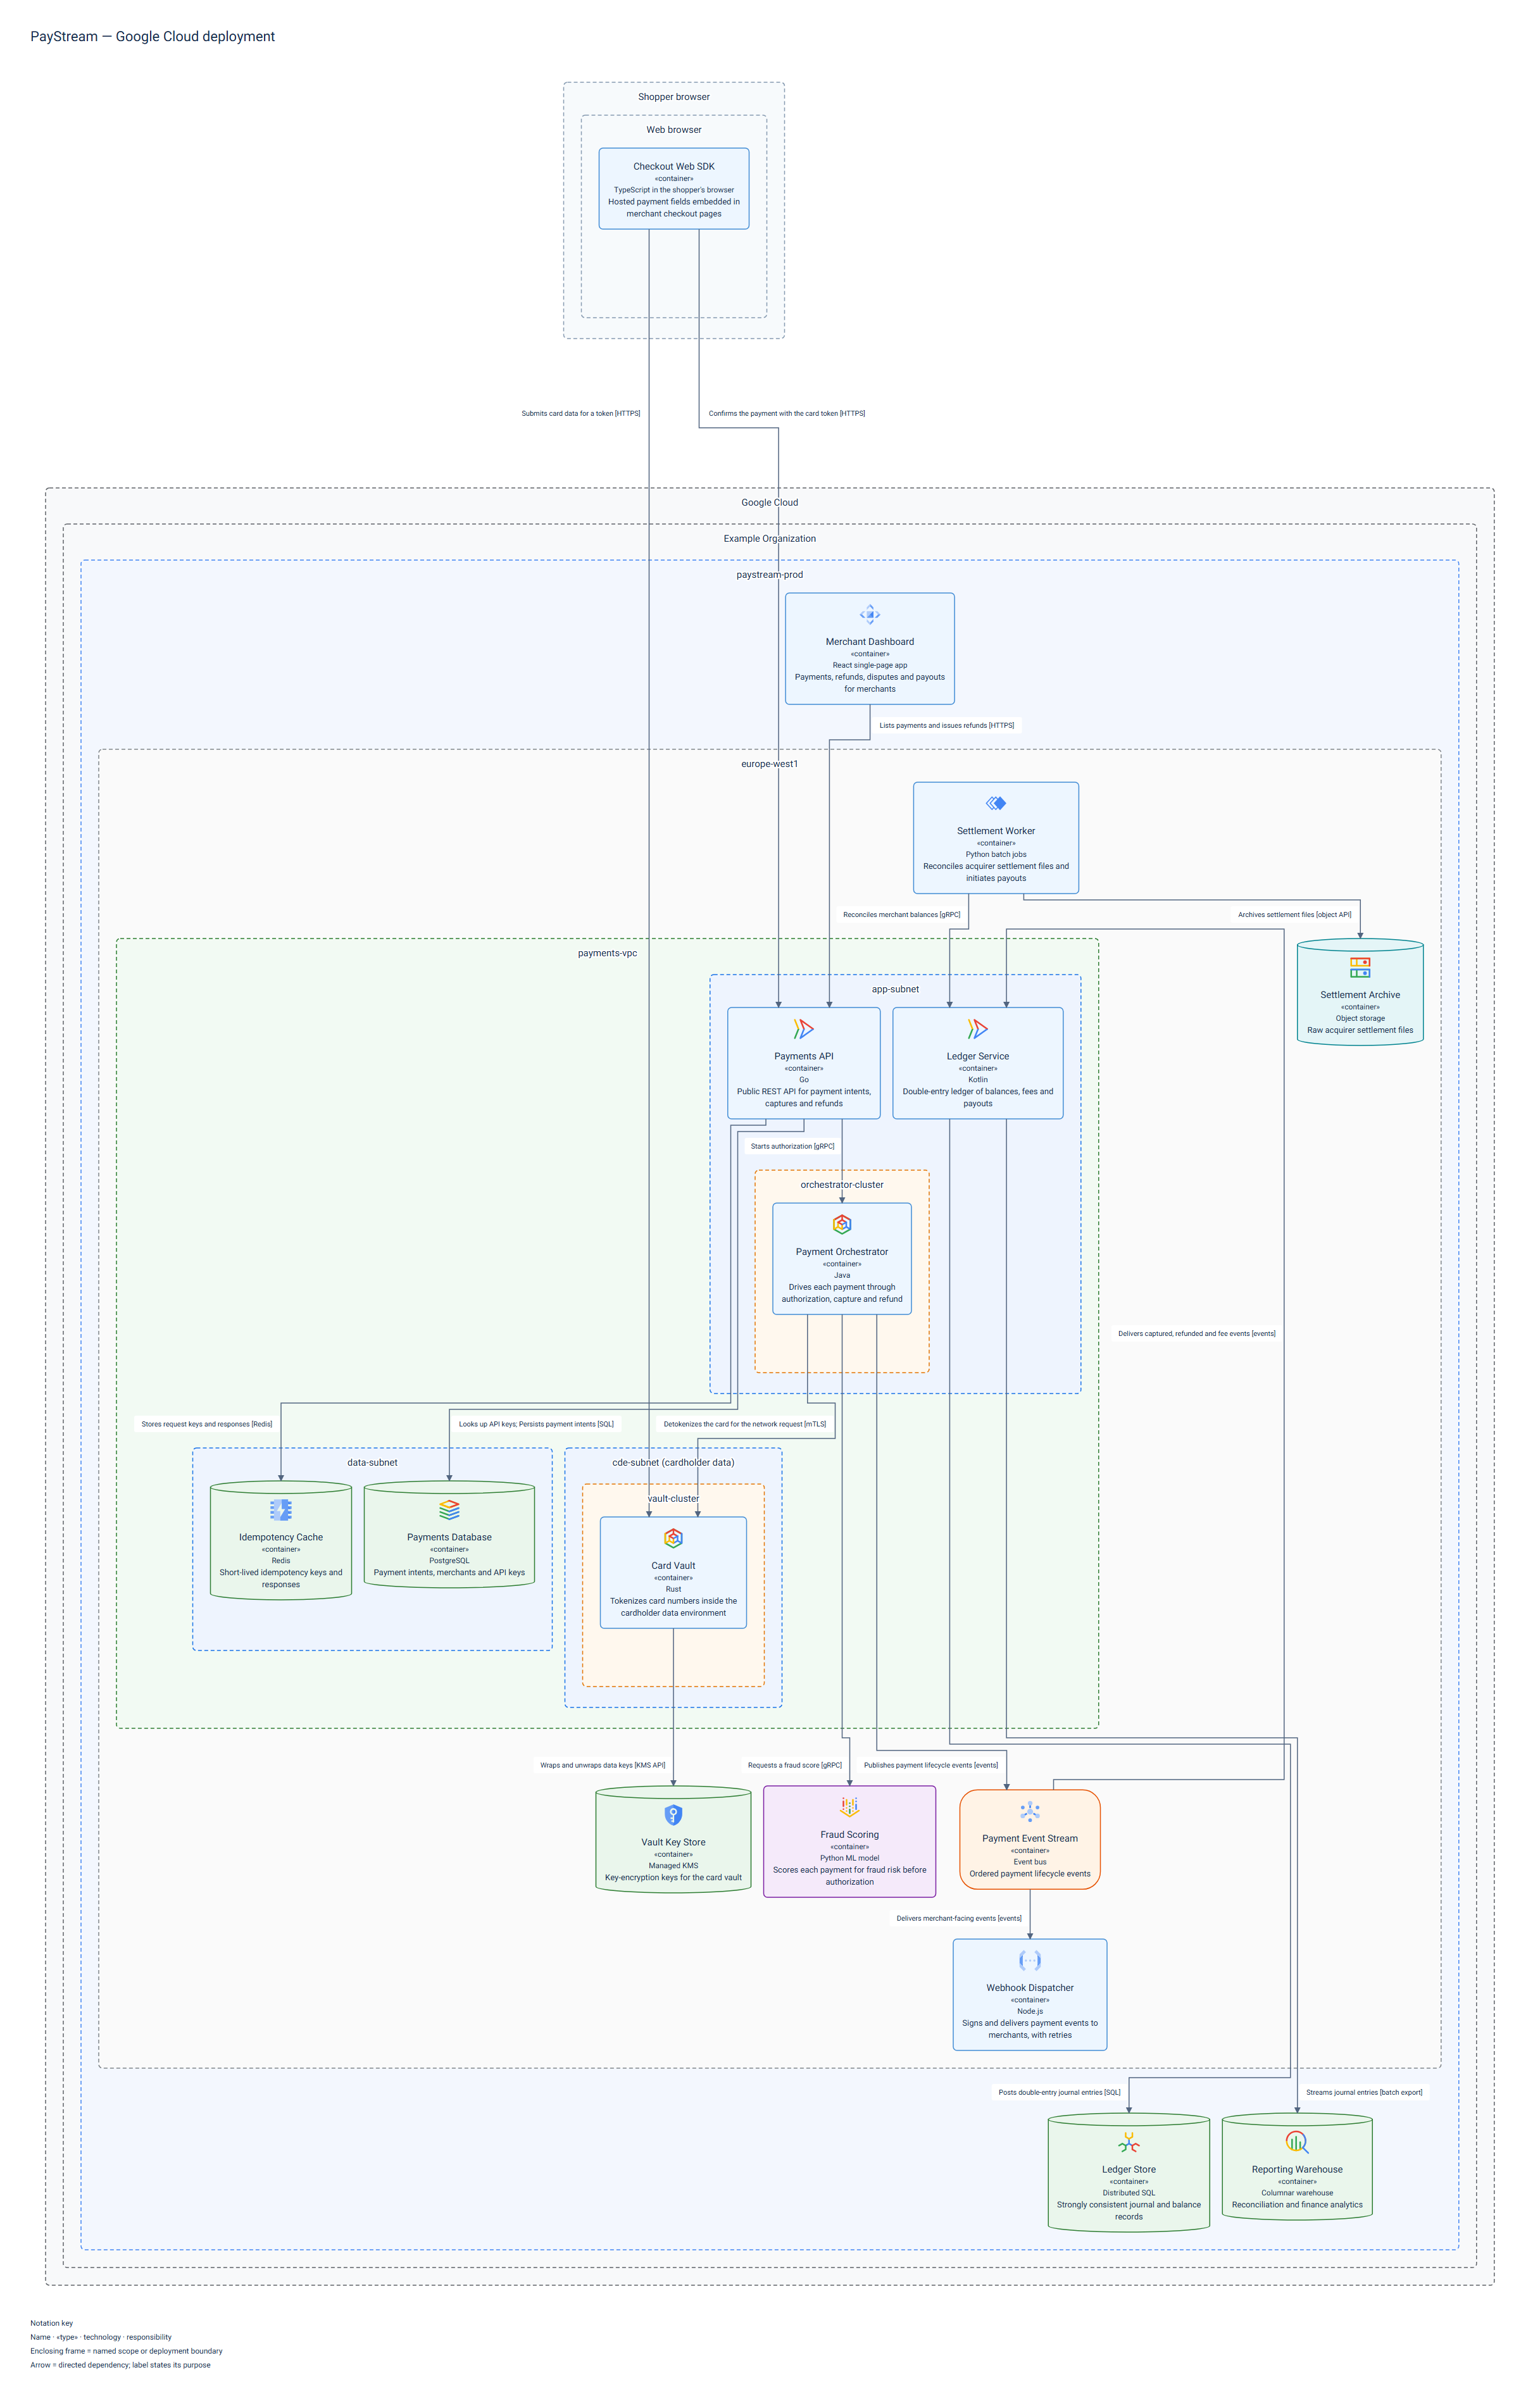 PayStream — Google Cloud deployment
Shopper browser
Web browser
Checkout Web SDK
«container»
TypeScript in the shopper's browser
Hosted payment fields embedded in
merchant checkout pages
Submits card data for a token [HTTPS]
Confirms the payment with the card token [HTTPS]
Google Cloud
Example Organization
paystream-prod
Merchant Dashboard
«container»
React single-page app
Payments, refunds, disputes and payouts
for merchants
Lists payments and issues refunds [HTTPS]
europe-west1
Settlement Worker
«container»
Python batch jobs
Reconciles acquirer settlement files and
initiates payouts
Reconciles merchant balances [gRPC]
Archives settlement files [object API]
payments-vpc
Settlement Archive
«container»
Object storage
Raw acquirer settlement files
app-subnet
Payments API
«container»
Go
Public REST API for payment intents,
captures and refunds
Ledger Service
«container»
Kotlin
Double-entry ledger of balances, fees and
payouts
Starts authorization [gRPC]
orchestrator-cluster
Payment Orchestrator
«container»
Java
Drives each payment through
authorization, capture and refund
Delivers captured, refunded and fee events [events]
Stores request keys and responses [Redis]
Looks up API keys; Persists payment intents [SQL]
Detokenizes the card for the network request [mTLS]
data-subnet
Idempotency Cache
«container»
Redis
Short-lived idempotency keys and
responses
Payments Database
«container»
PostgreSQL
Payment intents, merchants and API keys
cde-subnet (cardholder data)
vault-cluster
Card Vault
«container»
Rust
Tokenizes card numbers inside the
cardholder data environment
Wraps and unwraps data keys [KMS API]
Requests a fraud score [gRPC]
Publishes payment lifecycle events [events]
Vault Key Store
«container»
Managed KMS
Key-encryption keys for the card vault
Fraud Scoring
«container»
Python ML model
Scores each payment for fraud risk before
authorization
Payment Event Stream
«container»
Event bus
Ordered payment lifecycle events
Delivers merchant-facing events [events]
Webhook Dispatcher
«container»
Node.js
Signs and delivers payment events to
merchants, with retries
Posts double-entry journal entries [SQL]
Streams journal entries [batch export]
Ledger Store
«container»
Distributed SQL
Strongly consistent journal and balance
records
Reporting Warehouse
«container»
Columnar warehouse
Reconciliation and finance analytics
Notation key
Name · «type» · technology · responsibility
Enclosing frame = named scope or deployment boundary
Arrow = directed dependency; label states its purpose